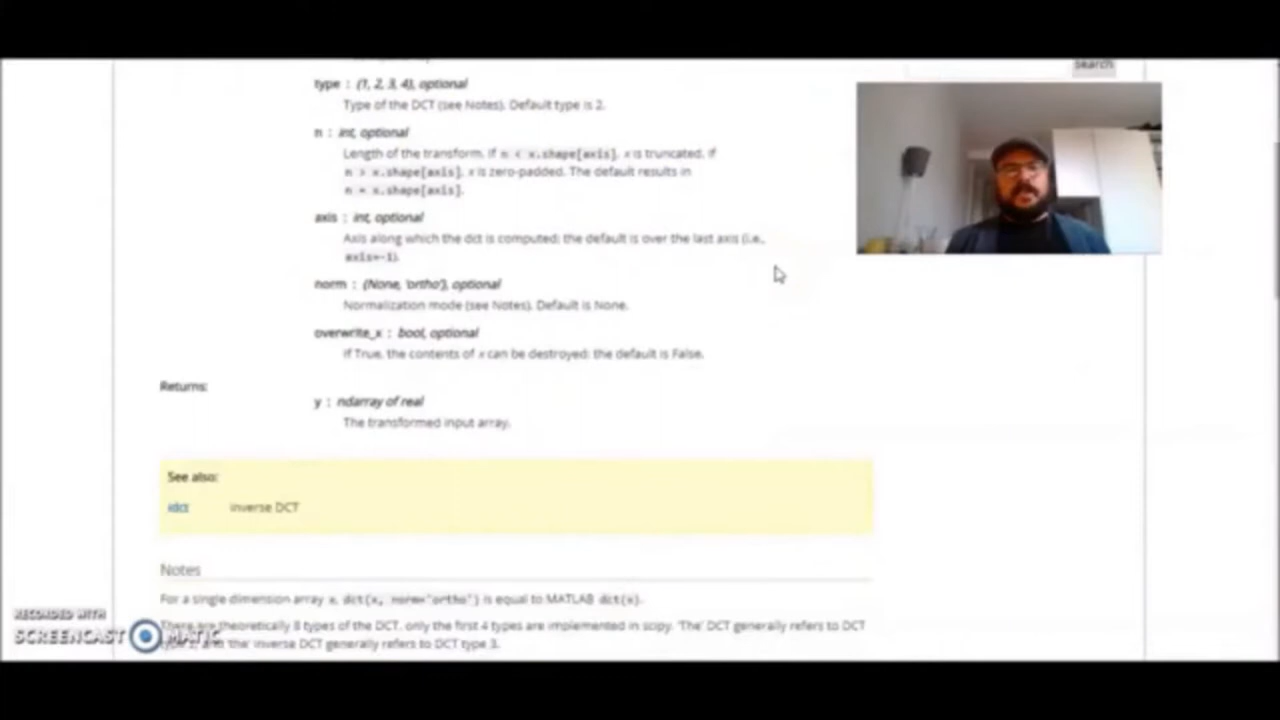 search
type : {1, 2, 3, 4}, optional
Type of the DCT (see Notes). Default type is 2.
n : int, optional
Length of the transform. If n < x.shape[axis], x is truncated. If
n > x.shape[axis], x is zero-padded. The default results in
n = x.shape[axis].
axis : int, optional
Axis along which the dct is computed; the default is over the last axis (i.e.,
axis=-1).
norm : {None, 'ortho'}, optional
Normalization mode (see Notes). Default is None.
overwrite_x : bool, optional
If True, the contents of x can be destroyed; the default is False.
Returns:
y : ndarray of real
The transformed input array.
See also:
idct inverse DCT
Notes
For a single dimension array x, dct(x, norm='ortho') is equal to MATLAB dct(x).
There are theoretically 8 types of the DCT, only the first 4 types are implemented in scipy. 'The' DCT generally refers to DCT
type 2, and 'the' inverse DCT generally refers to DCT type 3.
RECORDED WITH
SCREENCAST MATIC